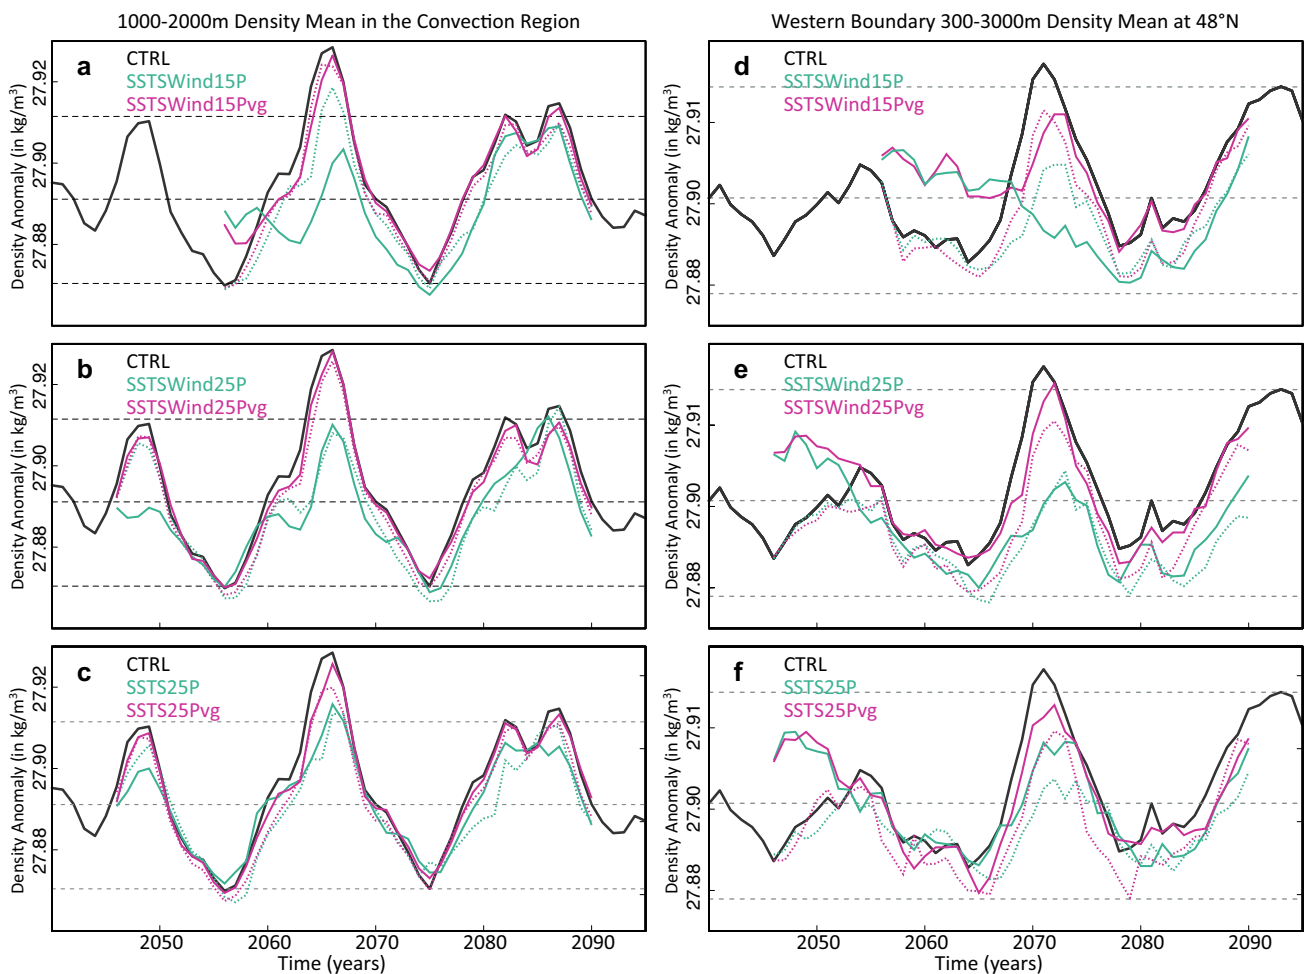 1000-2000m Density Mean in the Convection Region
Western Boundary 300-3000m Density Mean at 48°N
a
CTRL
SSTSWind15P
SSTSWind15Pvg
Density Anomaly (in kg/m³)
27.92
27.90
27.88
d
CTRL
SSTSWind15P
SSTSWind15Pvg
Density Anomaly (in kg/m³)
27.91
27.90
27.88
b
CTRL
SSTSWind25P
SSTSWind25Pvg
Density Anomaly (in kg/m³)
27.92
27.90
27.88
e
CTRL
SSTSWind25P
SSTSWind25Pvg
Density Anomaly (in kg/m³)
27.91
27.90
27.88
c
CTRL
SSTS25P
SSTS25Pvg
Density Anomaly (in kg/m³)
27.92
27.90
27.88
2050 2060 2070 2080 2090
Time (years)
f
CTRL
SSTS25P
SSTS25Pvg
Density Anomaly (in kg/m³)
27.91
27.90
27.88
2050 2060 2070 2080 2090
Time (years)